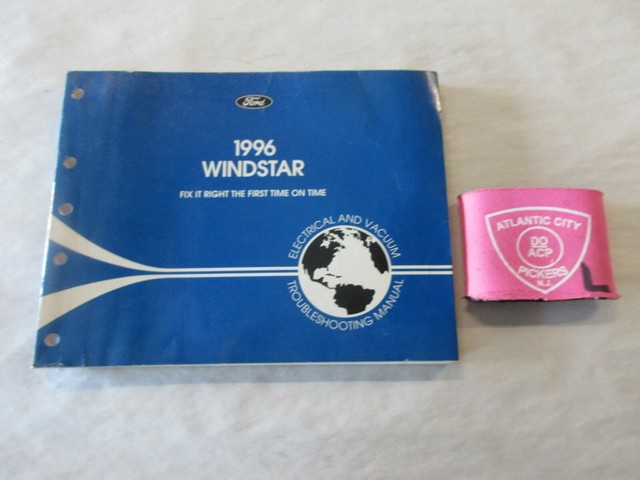 Ford
1996
WINDSTAR
FIX IT RIGHT THE FIRST TIME ON TIME
ELECTRICAL AND VACUUM
TROUBLESHOOTING MANUAL
ATLANTIC CITY
DO
ACP
PICKERS
N.J.
L